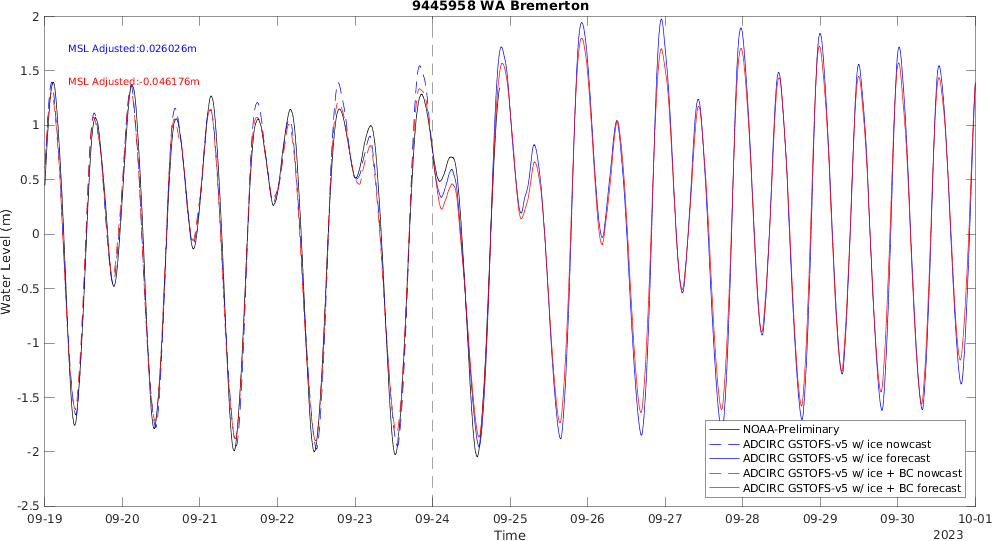 9445958 WA Bremerton
MSL Adjusted:0.026026m
MSL Adjusted:-0.046176m
Water Level (m)
2
1.5
1
0.5
0
-0.5
-1
-1.5
-2
-2.5
NOAA-Preliminary
ADCIRC GSTOFS-v5 w/ ice nowcast
ADCIRC GSTOFS-v5 w/ ice forecast
ADCIRC GSTOFS-v5 w/ ice + BC nowcast
ADCIRC GSTOFS-v5 w/ ice + BC forecast
09-19 09-20 09-21 09-22 09-23 09-24 09-25 09-26 09-27 09-28 09-29 09-30 10-01
Time
2023